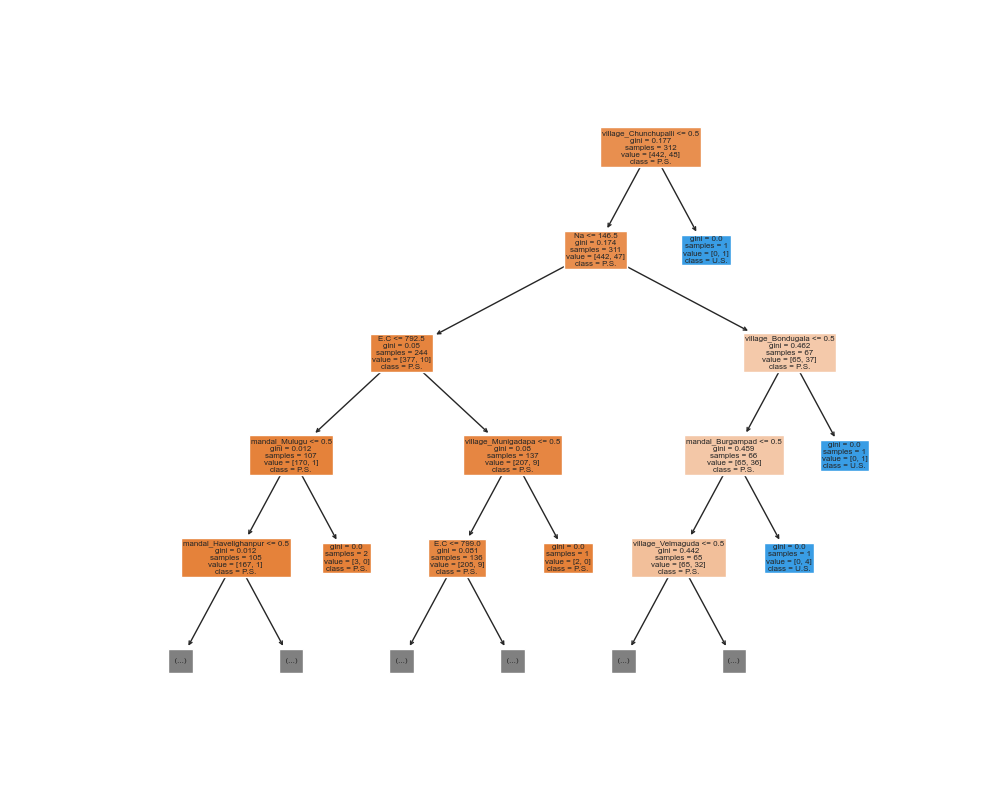 village_Chunchupalli <= 0.5
gini = 0.177
samples = 312
value = [442, 48]
class = P.S.
Na <= 146.5
gini = 0.174
samples = 311
value = [442, 47]
class = P.S.
gini = 0.0
samples = 1
value = [0, 1]
class = U.S.
E.C <= 792.5
gini = 0.05
samples = 244
value = [377, 10]
class = P.S.
village_Bondugala <= 0.5
gini = 0.462
samples = 67
value = [65, 37]
class = P.S.
mandal_Mulugu <= 0.5
gini = 0.012
samples = 107
value = [170, 1]
class = P.S.
village_Munigadapa <= 0.5
gini = 0.08
samples = 137
value = [207, 9]
class = P.S.
mandal_Burgampad <= 0.5
gini = 0.459
samples = 66
value = [65, 36]
class = P.S.
gini = 0.0
samples = 1
value = [0, 1]
class = U.S.
mandal_Havelighanpur <= 0.5
gini = 0.012
samples = 105
value = [167, 1]
class = P.S.
gini = 0.0
samples = 2
value = [3, 0]
class = P.S.
E.C <= 799.0
gini = 0.081
samples = 136
value = [205, 9]
class = P.S.
gini = 0.0
samples = 1
value = [2, 0]
class = P.S.
village_Velmaguda <= 0.5
gini = 0.442
samples = 65
value = [65, 32]
class = P.S.
gini = 0.0
samples = 1
value = [0, 4]
class = U.S.
(...)
(...)
(...)
(...)
(...)
(...)